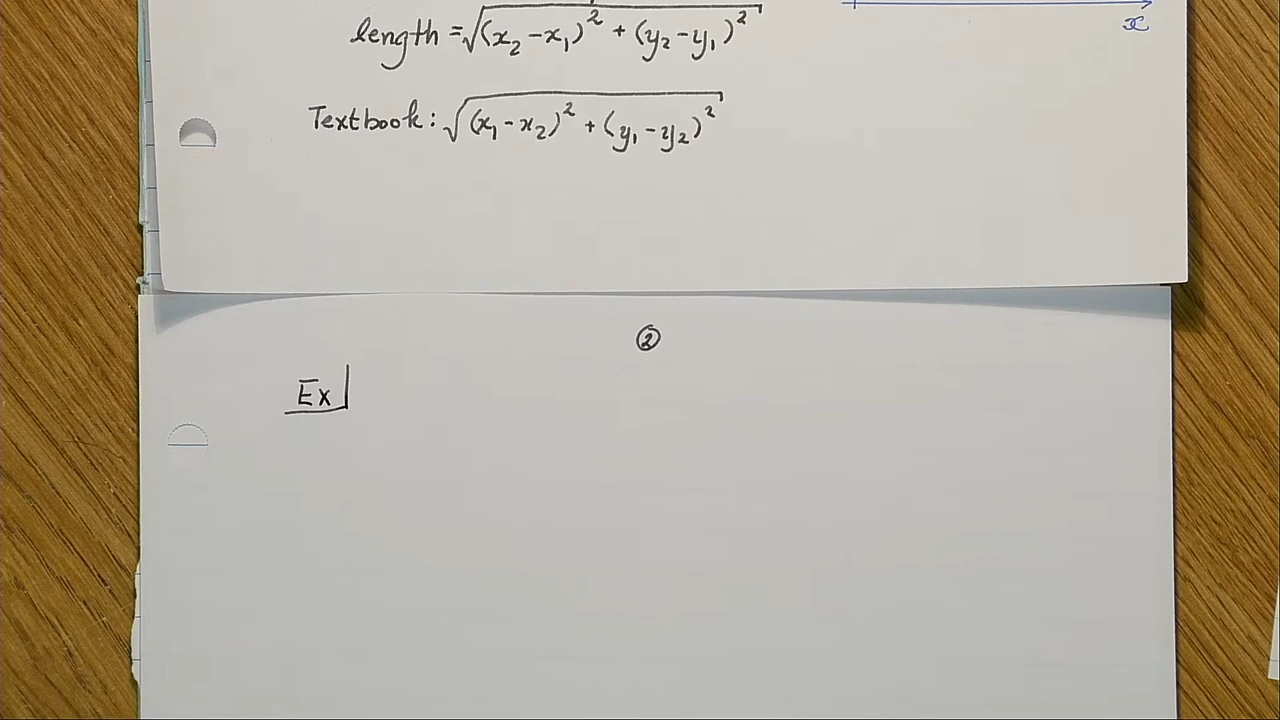 length = √(x₂ - x₁)² + (y₂ - y₁)²
x
Textbook: √(x₁ - x₂)² + (y₁ - y₂)²
②
Ex